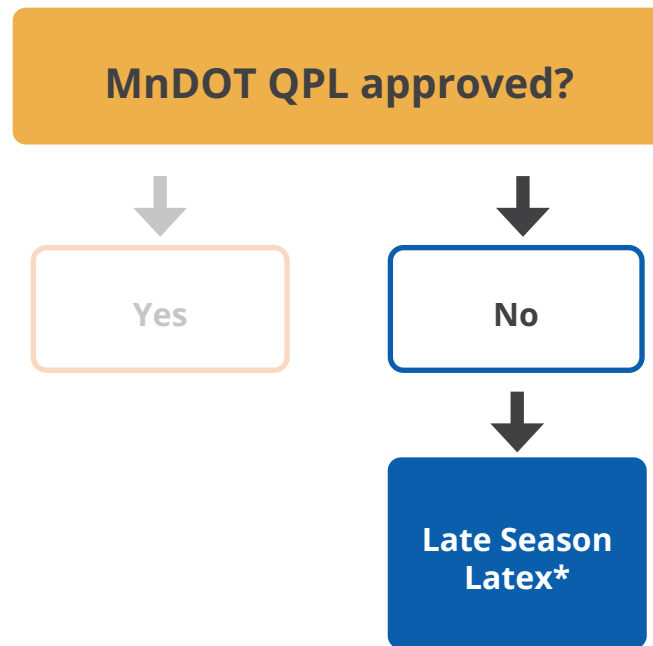 MnDOT QPL approved?
Yes
No
Late Season
Latex*